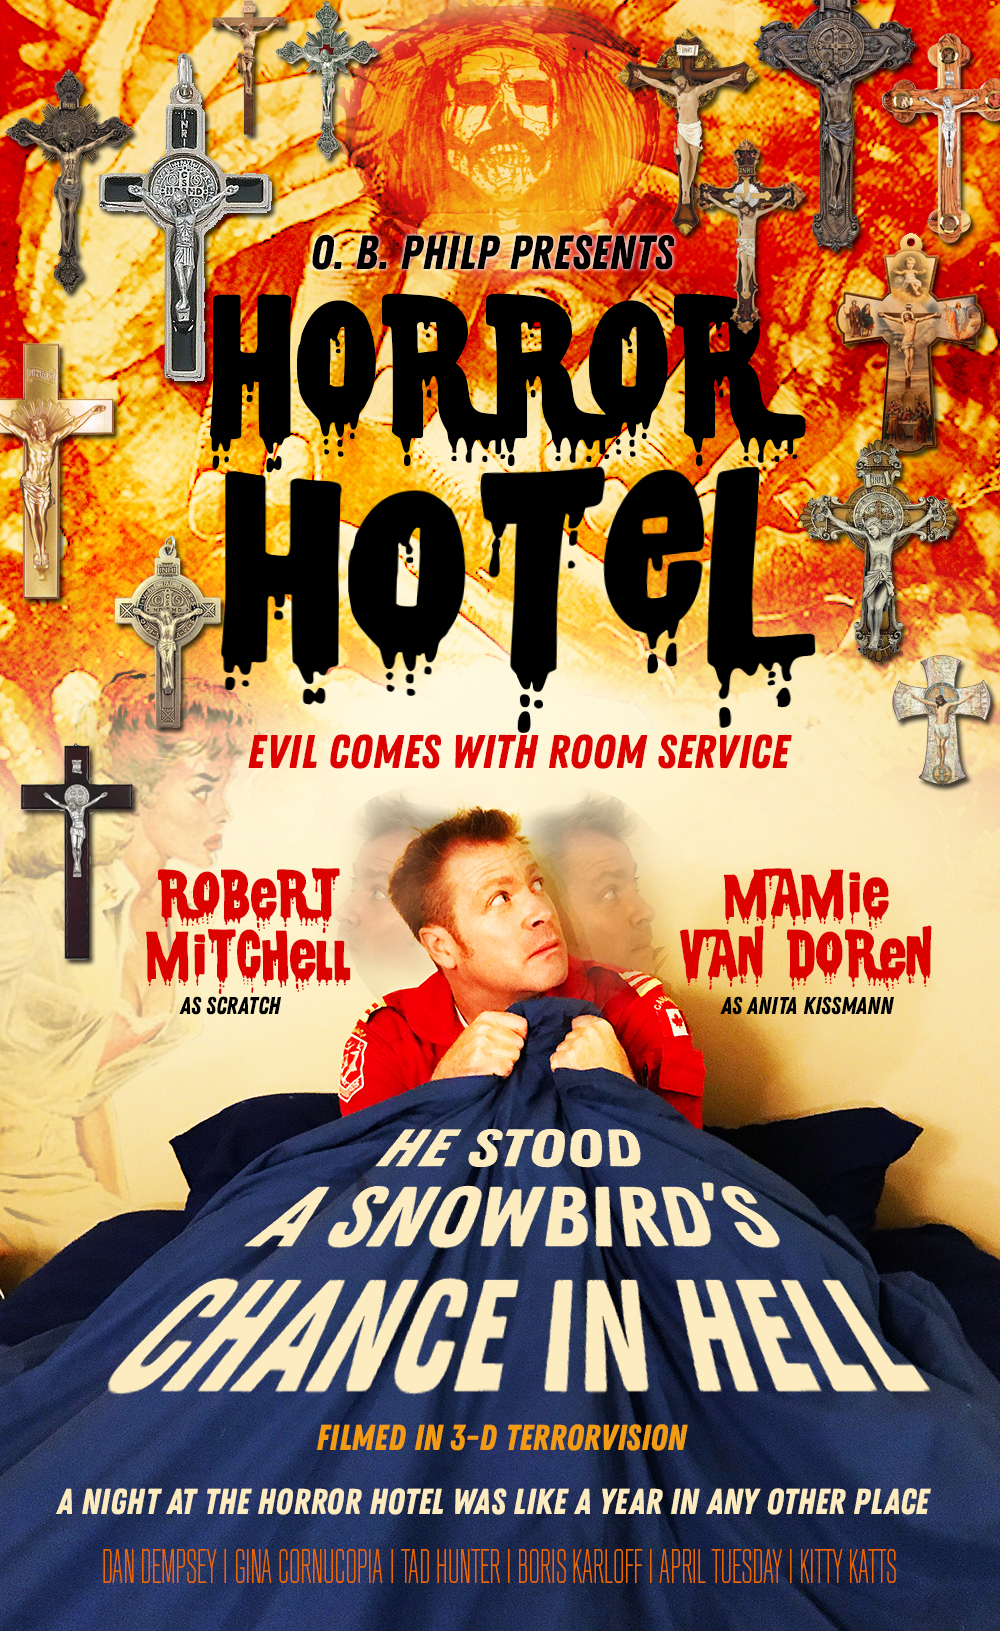 INRI
O. B. PHILP PRESENTS
HORROR
HOTEL
EVIL COMES WITH ROOM SERVICE
ROBERT
MITCHELL
AS SCRATCH
MAMIE
VAN DOREN
AS ANITA KISSMANN
HE STOOD
A SNOWBIRD'S
CHANCE IN HELL
FILMED IN 3-D TERRORVISION
A NIGHT AT THE HORROR HOTEL WAS LIKE A YEAR IN ANY OTHER PLACE
DAN DEMPSEY | GINA CORNUCOPIA | TAD HUNTER | BORIS KARLOFF | APRIL TUESDAY | KITTY KATTS